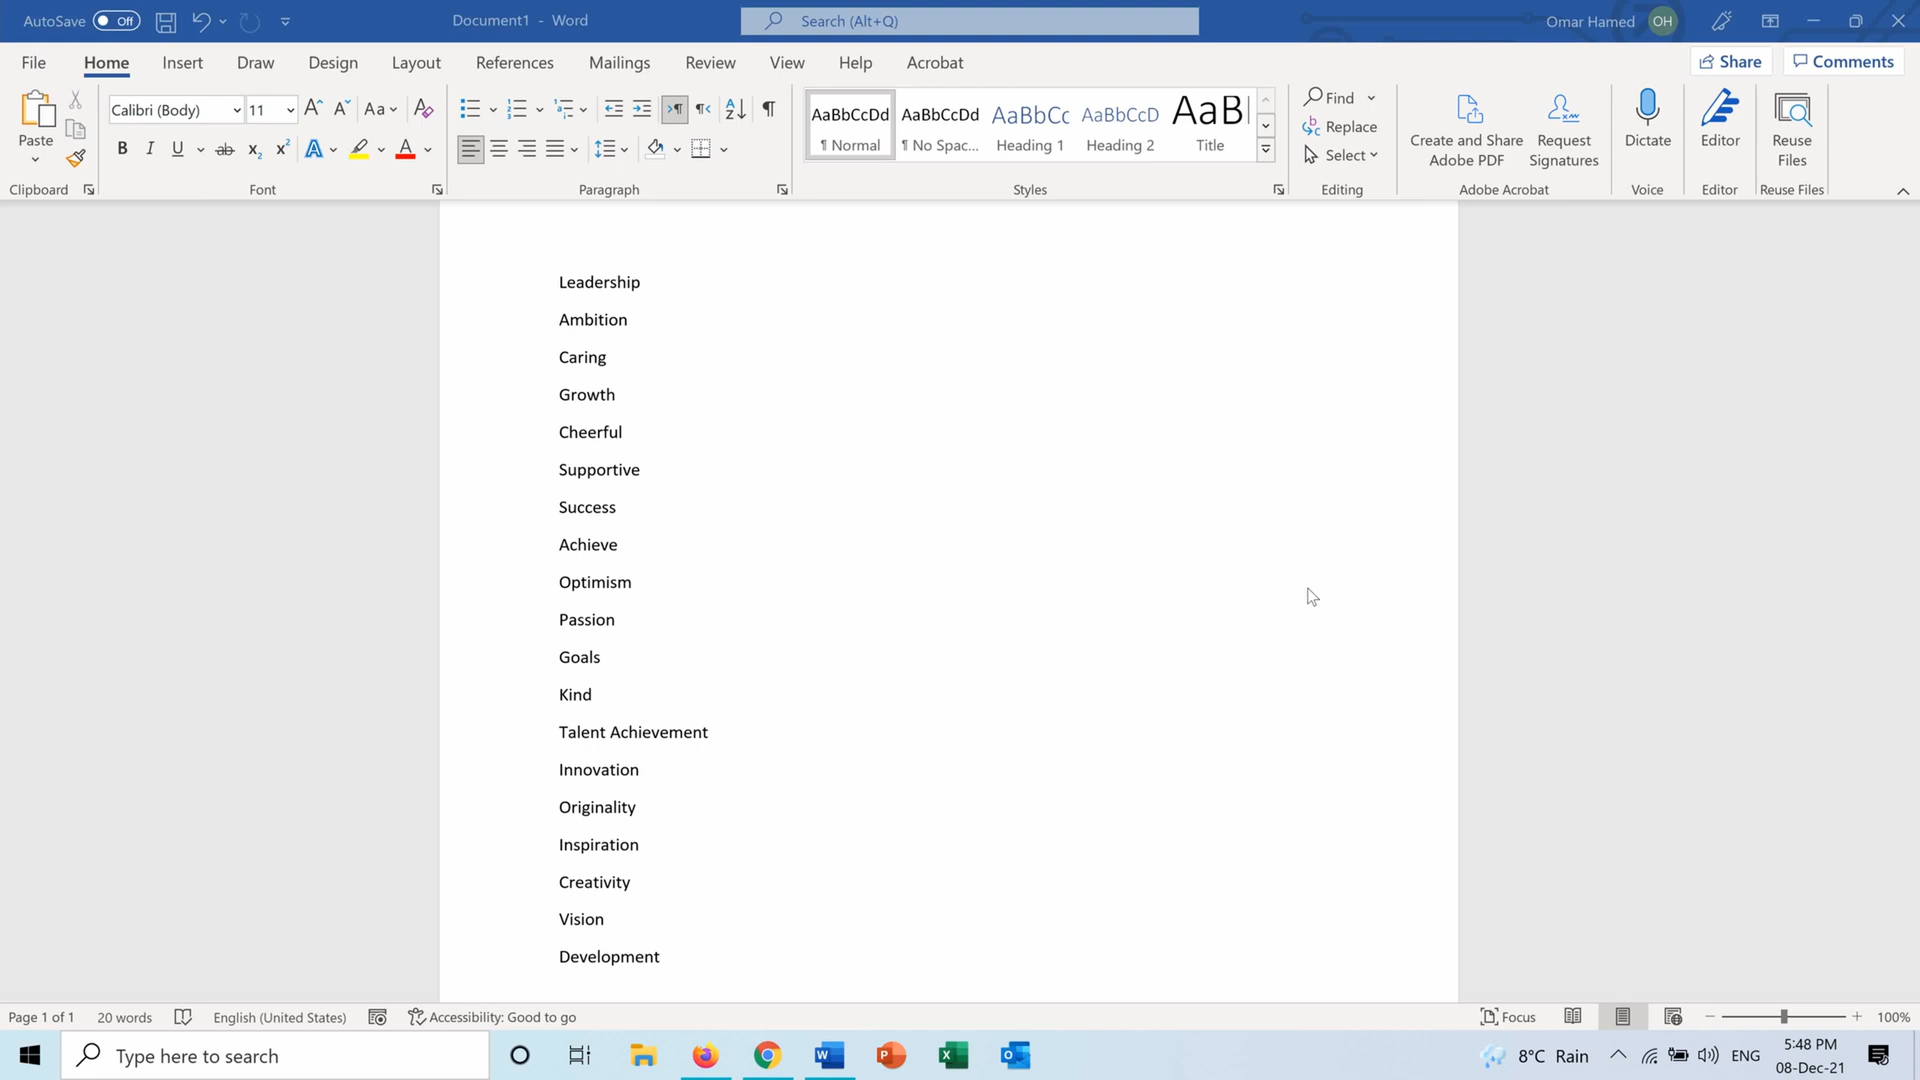 AutoSave Off Document1 - Word Search (Alt+Q) Omar Hamed OH
File Home Insert Draw Design Layout References Mailings Review View Help Acrobat Share Comments
Paste Calibri (Body) 11 A^ Aˇ Aa A
B I U ab x₂ x² A A
AaBbCcDd AaBbCcDd AaBbCc AaBbCcD AaB
¶ Normal ¶ No Spac... Heading 1 Heading 2 Title
Find
Replace
Select
Create and Share
Adobe PDF
Request
Signatures
Dictate
Editor
Reuse
Files
Clipboard Font Paragraph Styles Editing Adobe Acrobat Voice Editor Reuse Files
Leadership
Ambition
Caring
Growth
Cheerful
Supportive
Success
Achieve
Optimism
Passion
Goals
Kind
Talent Achievement
Innovation
Originality
Inspiration
Creativity
Vision
Development
Page 1 of 1 20 words English (United States) Accessibility: Good to go Focus 100%
Type here to search 8°C Rain ENG 5:48 PM
08-Dec-21